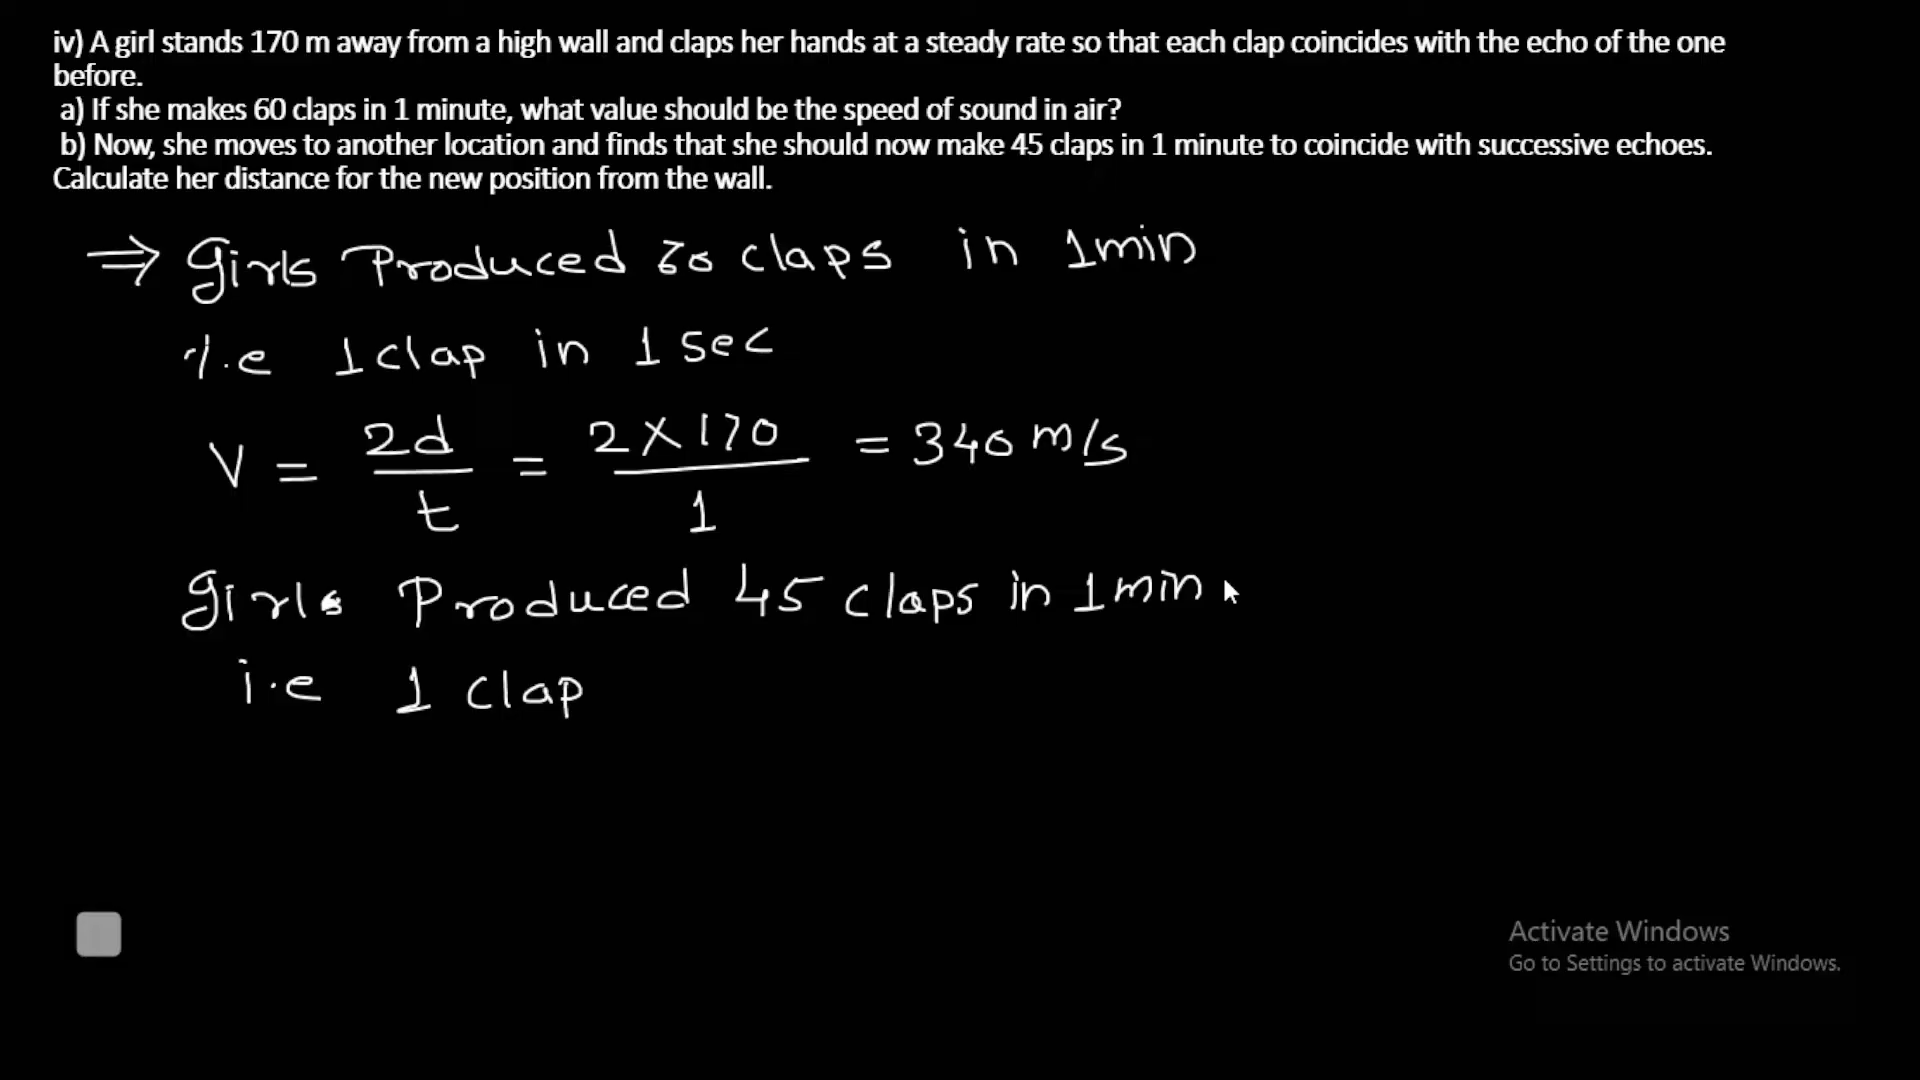 iv) A girl stands 170 m away from a high wall and claps her hands at a steady rate so that each clap coincides with the echo of the one
before.
a) If she makes 60 claps in 1 minute, what value should be the speed of sound in air?
b) Now, she moves to another location and finds that she should now make 45 claps in 1 minute to coincide with successive echoes.
Calculate her distance for the new position from the wall.
⇒ Girls Produced 60 claps in 1min
i.e 1 clap in 1 sec
V = 2d / t = 2 × 170 / 1 = 340 m/s
Girls Produced 45 claps in 1 min
i.e 1 clap
Activate Windows
Go to Settings to activate Windows.